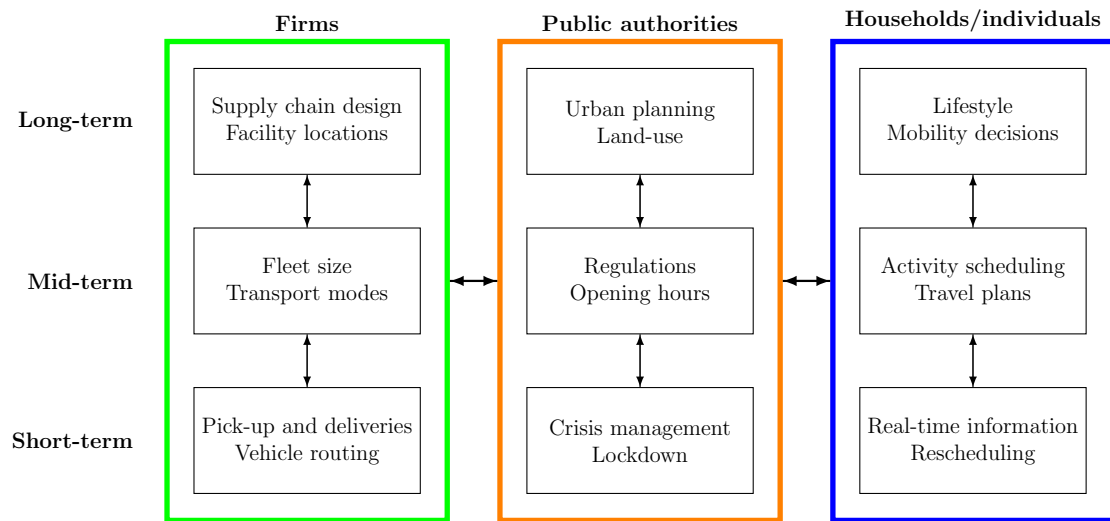 Firms
Public authorities
Households/individuals
Long-term
Supply chain design
Facility locations
Urban planning
Land-use
Lifestyle
Mobility decisions
Mid-term
Fleet size
Transport modes
Regulations
Opening hours
Activity scheduling
Travel plans
Short-term
Pick-up and deliveries
Vehicle routing
Crisis management
Lockdown
Real-time information
Rescheduling